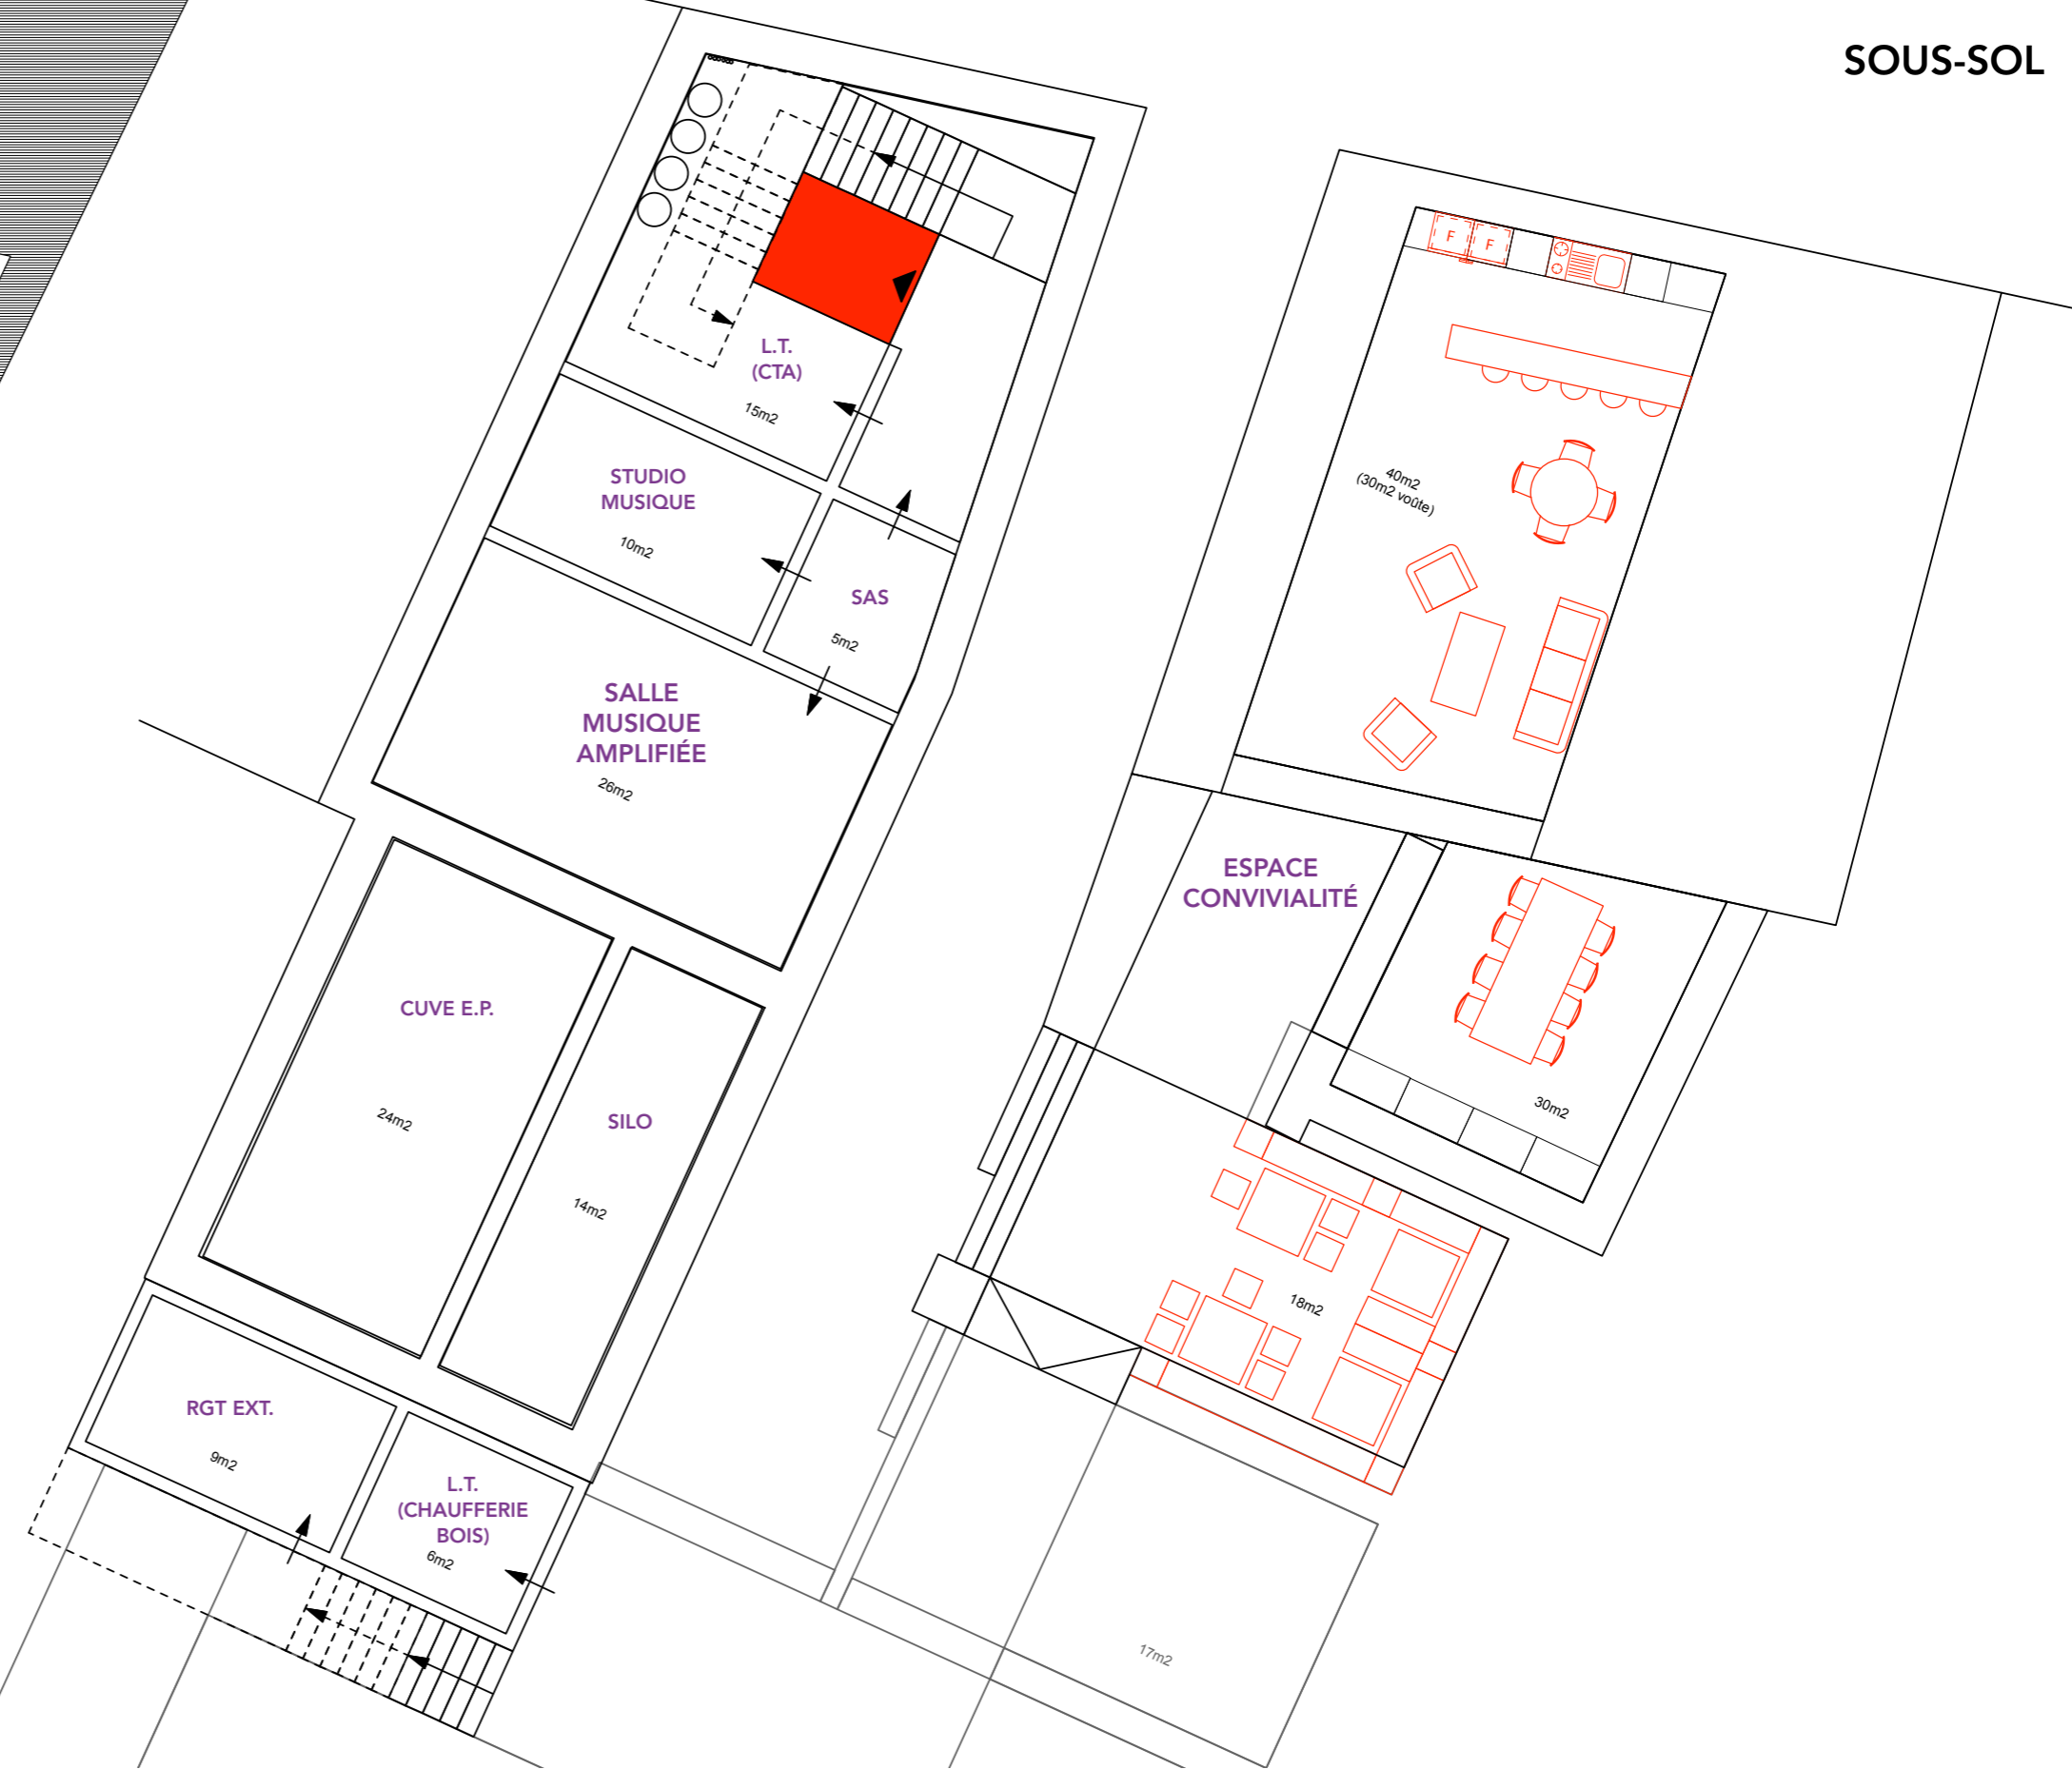 SOUS-SOL
F
F
L.T.
(CTA)
15m2
STUDIO
MUSIQUE
10m2
SAS
5m2
SALLE
MUSIQUE
AMPLIFIÉE
26m2
40m2
(30m2 voûte)
ESPACE
CONVIVIALITÉ
CUVE E.P.
24m2
SILO
14m2
30m2
18m2
RGT EXT.
9m2
L.T.
(CHAUFFERIE
BOIS)
6m2
17m2